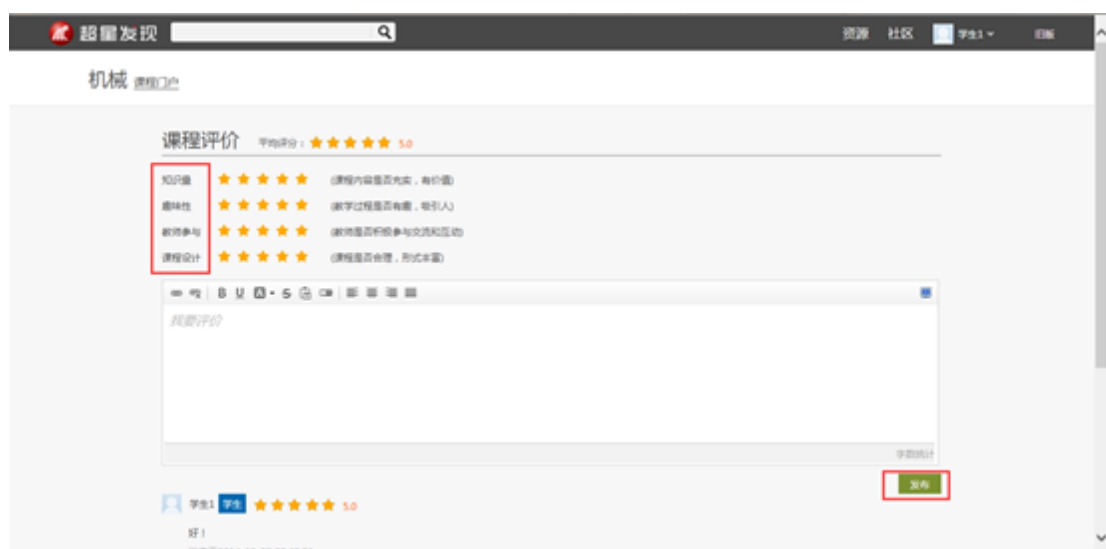 超星发现 资源 社区 学生1 旧版
机械 课程门户
课程评价 平均评分: 5.0
知识量 (课程内容是否充实,有价值)
趣味性 (教学过程是否有趣,吸引人)
教师参与 (教师是否积极参与交流和互动)
课程设计 (课程是否合理,形式丰富)
B U A S
我要评价
字数统计
发布
学生1 学生 5.0
好!